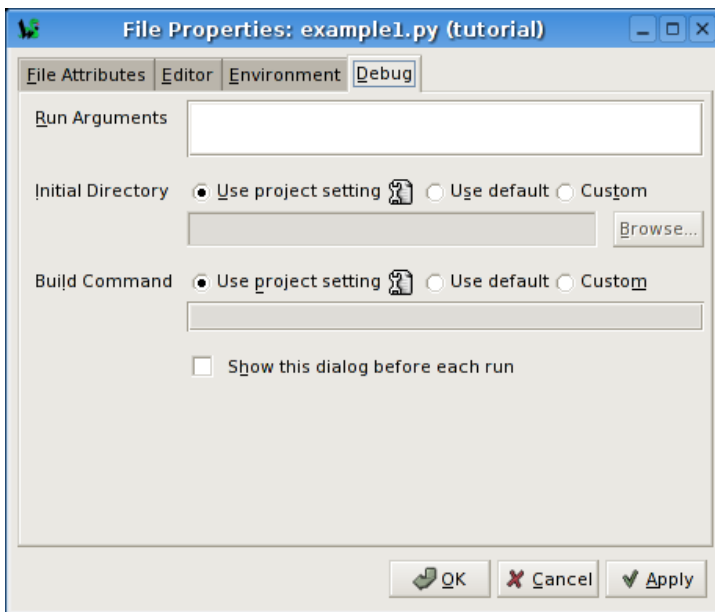 File Properties: example1.py (tutorial)
File Attributes Editor Environment Debug
Run Arguments
Initial Directory Use project setting Use default Custom
Browse...
Build Command Use project setting Use default Custom
Show this dialog before each run
OK Cancel Apply